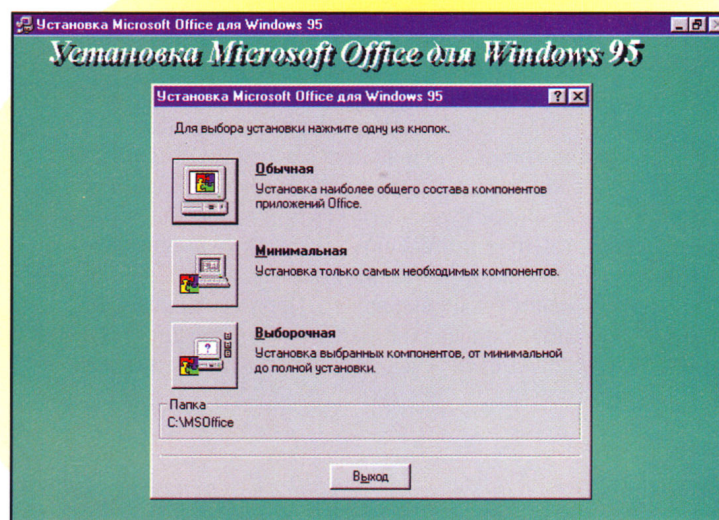 Установка Microsoft Office для Windows 95
Установка Microsoft Office для Windows 95
Установка Microsoft Office для Windows 95
Для выбора установки нажмите одну из кнопок.
Обычная
Установка наиболее общего состава компонентов
приложений Office.
Минимальная
Установка только самых необходимых компонентов.
Выборочная
Установка выбранных компонентов, от минимальной
до полной установки.
Папка
C:\MSOffice
Выход